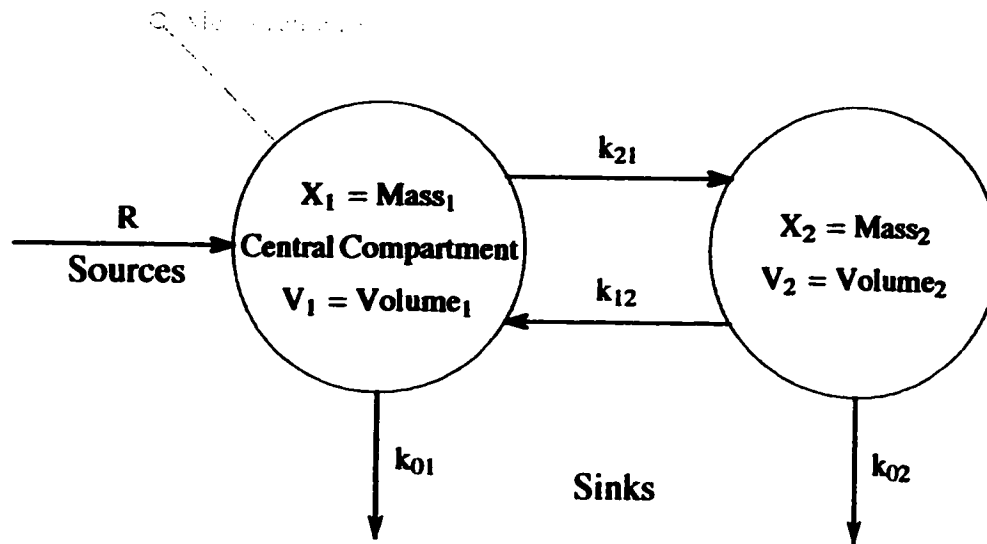 k₂₁
X₁ = Mass₁
R
Central Compartment
Sources
V₁ = Volume₁
X₂ = Mass₂
V₂ = Volume₂
k₁₂
k₀₁
Sinks
k₀₂